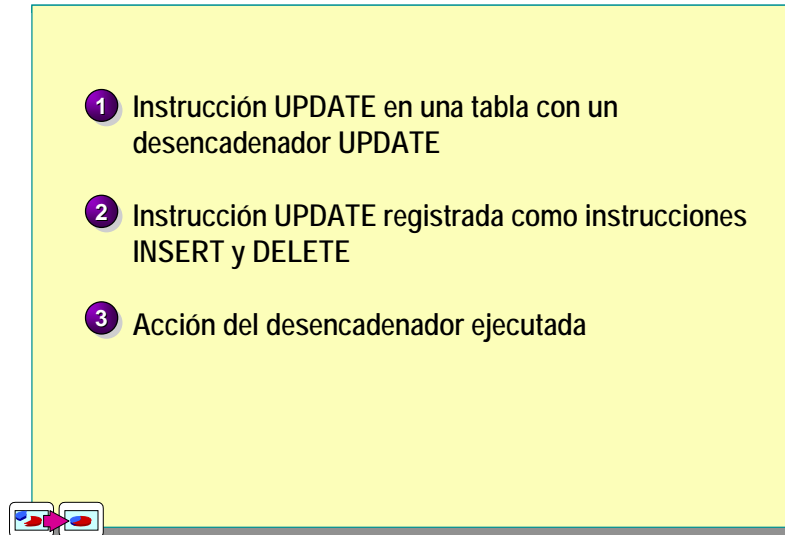 1 Instrucción UPDATE en una tabla con un
desencadenador UPDATE
2 Instrucción UPDATE registrada como instrucciones
INSERT y DELETE
3 Acción del desencadenador ejecutada